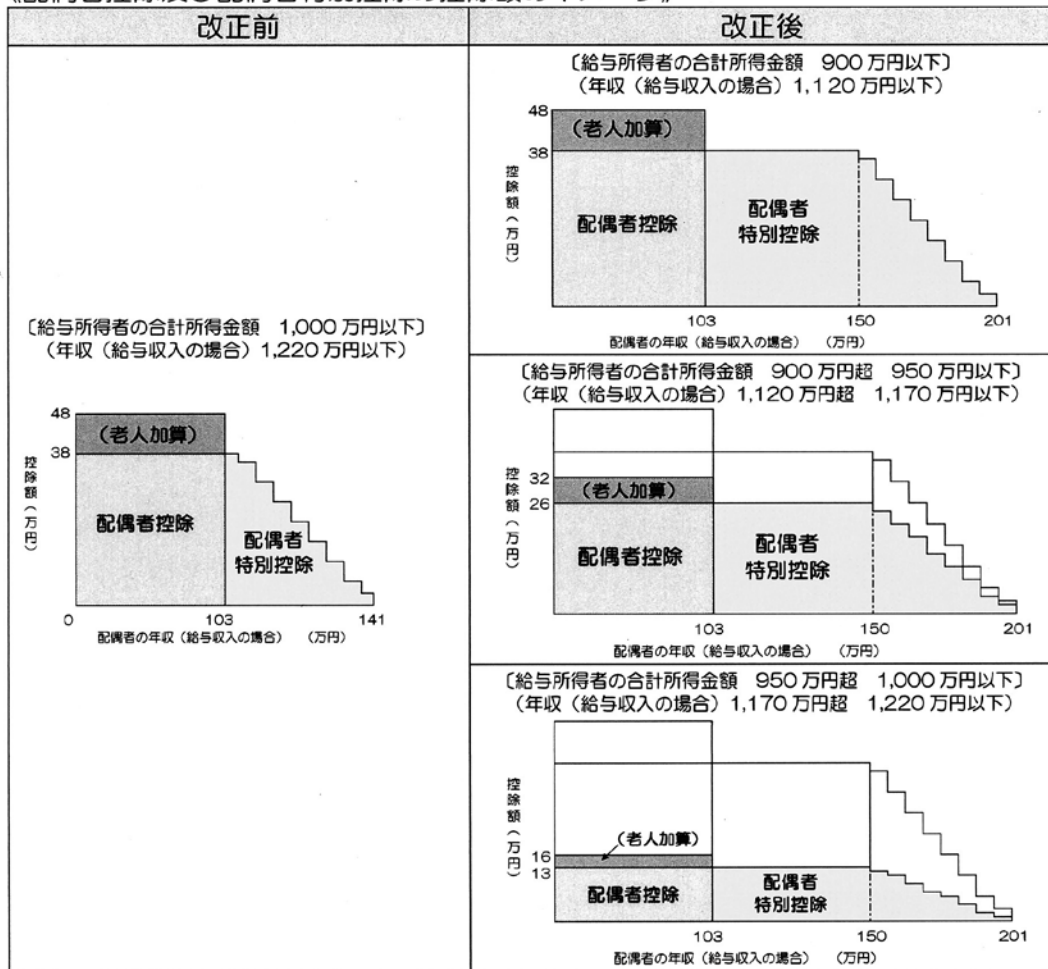 改正前
改正後
〔給与所得者の合計所得金額 1,000万円以下〕
(年収(給与収入の場合)1,220万円以下)
48
38
(老人加算)
控除額(万円)
配偶者控除
配偶者
特別控除
0
103
141
配偶者の年収(給与収入の場合) (万円)
〔給与所得者の合計所得金額 900万円以下〕
(年収(給与収入の場合)1,120万円以下)
48
38
(老人加算)
控除額(万円)
配偶者控除
配偶者
特別控除
103
150
201
配偶者の年収(給与収入の場合) (万円)
〔給与所得者の合計所得金額 900万円超 950万円以下〕
(年収(給与収入の場合)1,120万円超 1,170万円以下)
32
26
(老人加算)
控除額(万円)
配偶者控除
配偶者
特別控除
103
150
201
配偶者の年収(給与収入の場合) (万円)
〔給与所得者の合計所得金額 950万円超 1,000万円以下〕
(年収(給与収入の場合)1,170万円超 1,220万円以下)
控除額(万円)
(老人加算)
16
13
配偶者控除
配偶者
特別控除
103
150
201
配偶者の年収(給与収入の場合) (万円)